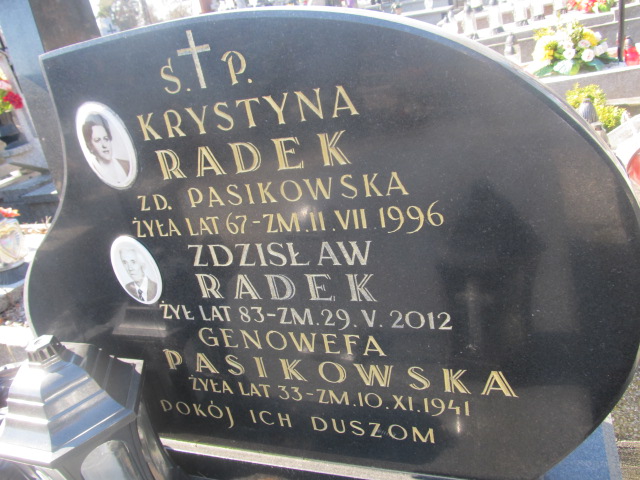 Ś.P.
KRYSTYNA
RADEK
ZD. PASIKOWSKA
ŻYŁA LAT 67-ZM.11.VII.1996
ZDZISŁAW
RADEK
ŻYŁ LAT 83-ZM.29.V.2012
GENOWEFA
PASIKOWSKA
ŻYŁA LAT 33-ZM.10.XI.1941
POKÓJ ICH DUSZOM